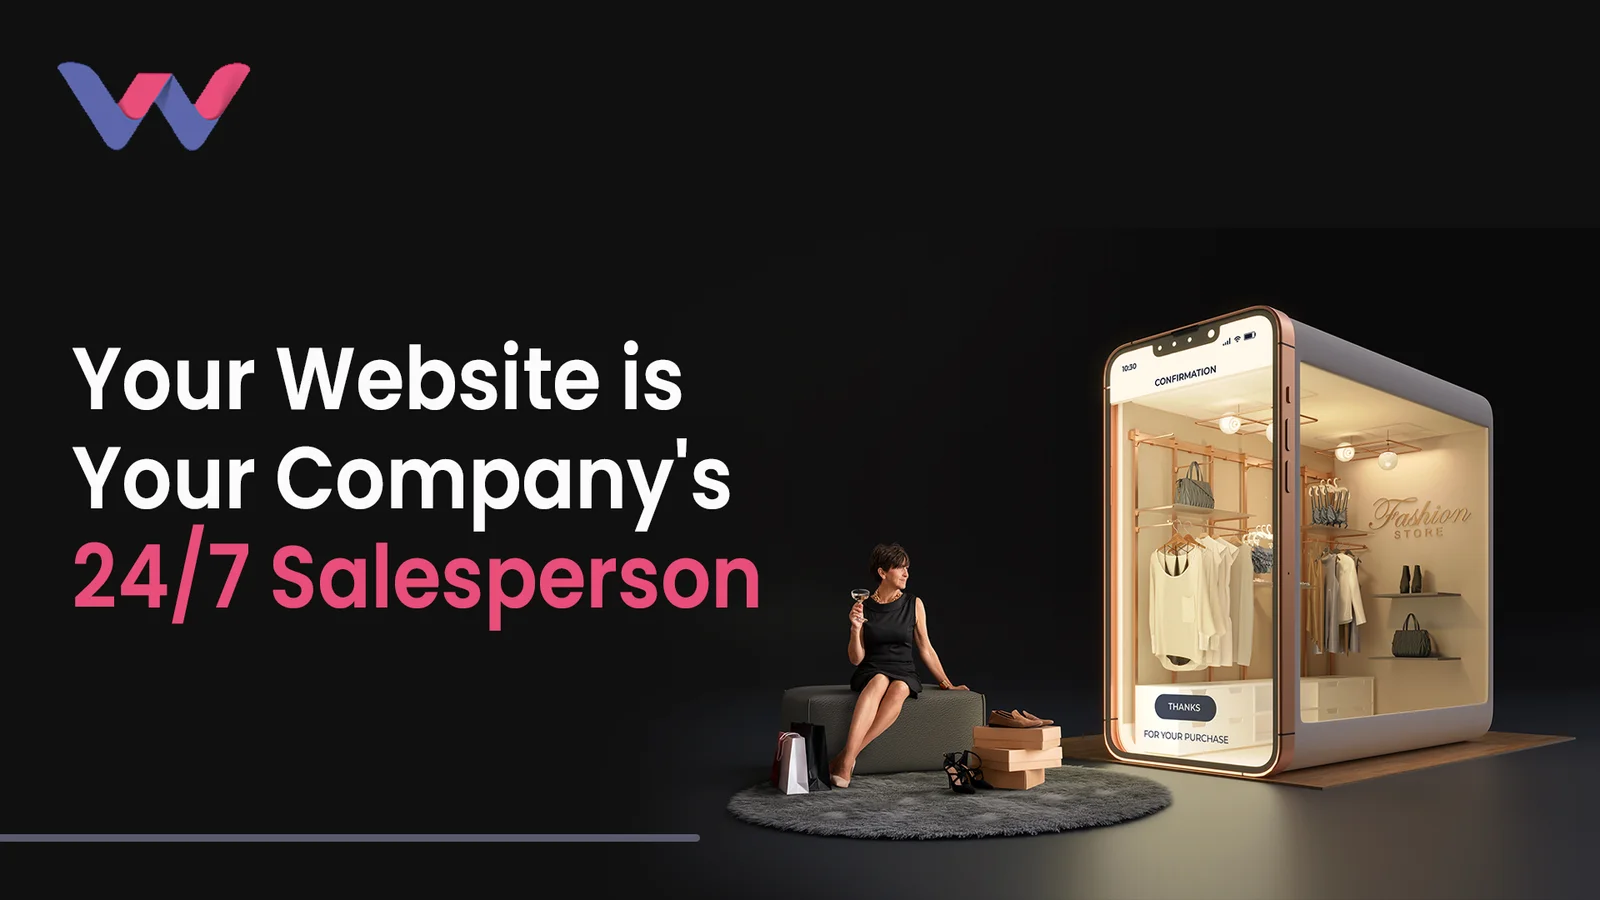 Your Website is
Your Company's
24/7 Salesperson
10:30
CONFIRMATION
Fashion
STORE
THANKS
FOR YOUR PURCHASE